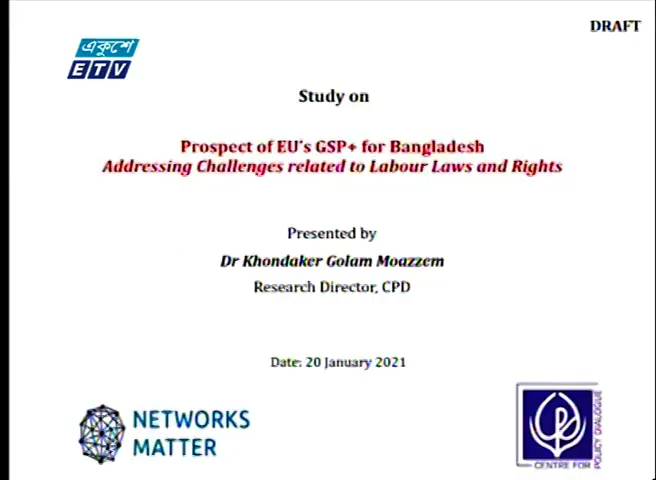 DRAFT
একুশে
ETV
Study on
Prospect of EU's GSP+ for Bangladesh
Addressing Challenges related to Labour Laws and Rights
Presented by
Dr Khondaker Golam Moazzem
Research Director, CPD
Date: 20 January 2021
NETWORKS
MATTER
CENTRE FOR
POLICY DIALOGUE